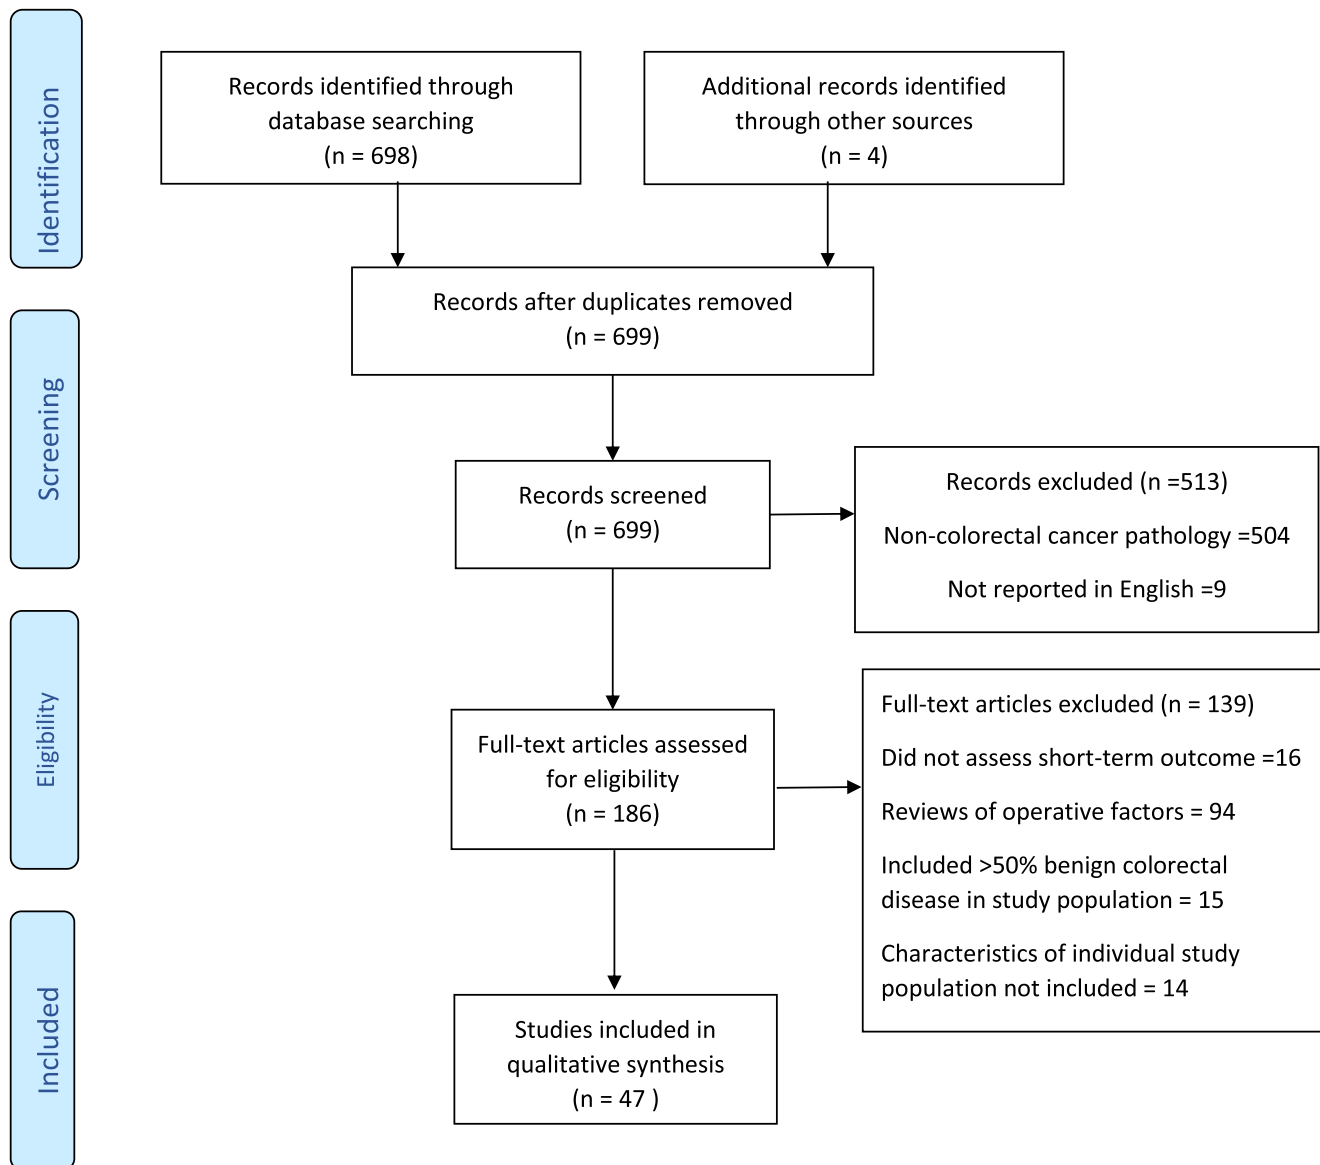 Identification
Records identified through
database searching
(n = 698)
Additional records identified
through other sources
(n = 4)
Records after duplicates removed
(n = 699)
Screening
Records screened
(n = 699)
Records excluded (n =513)
Non-colorectal cancer pathology =504
Not reported in English =9
Eligibility
Full-text articles assessed
for eligibility
(n = 186)
Full-text articles excluded (n = 139)
Did not assess short-term outcome =16
Reviews of operative factors = 94
Included >50% benign colorectal
disease in study population = 15
Characteristics of individual study
population not included = 14
Included
Studies included in
qualitative synthesis
(n = 47 )